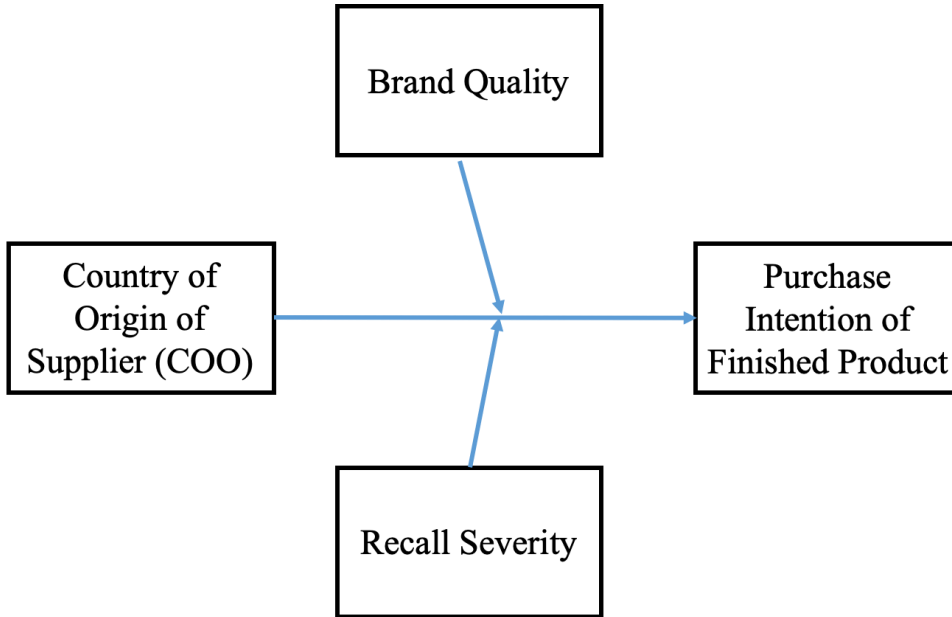 Brand Quality
Country of
Origin of
Supplier (COO)
Purchase
Intention of
Finished Product
Recall Severity